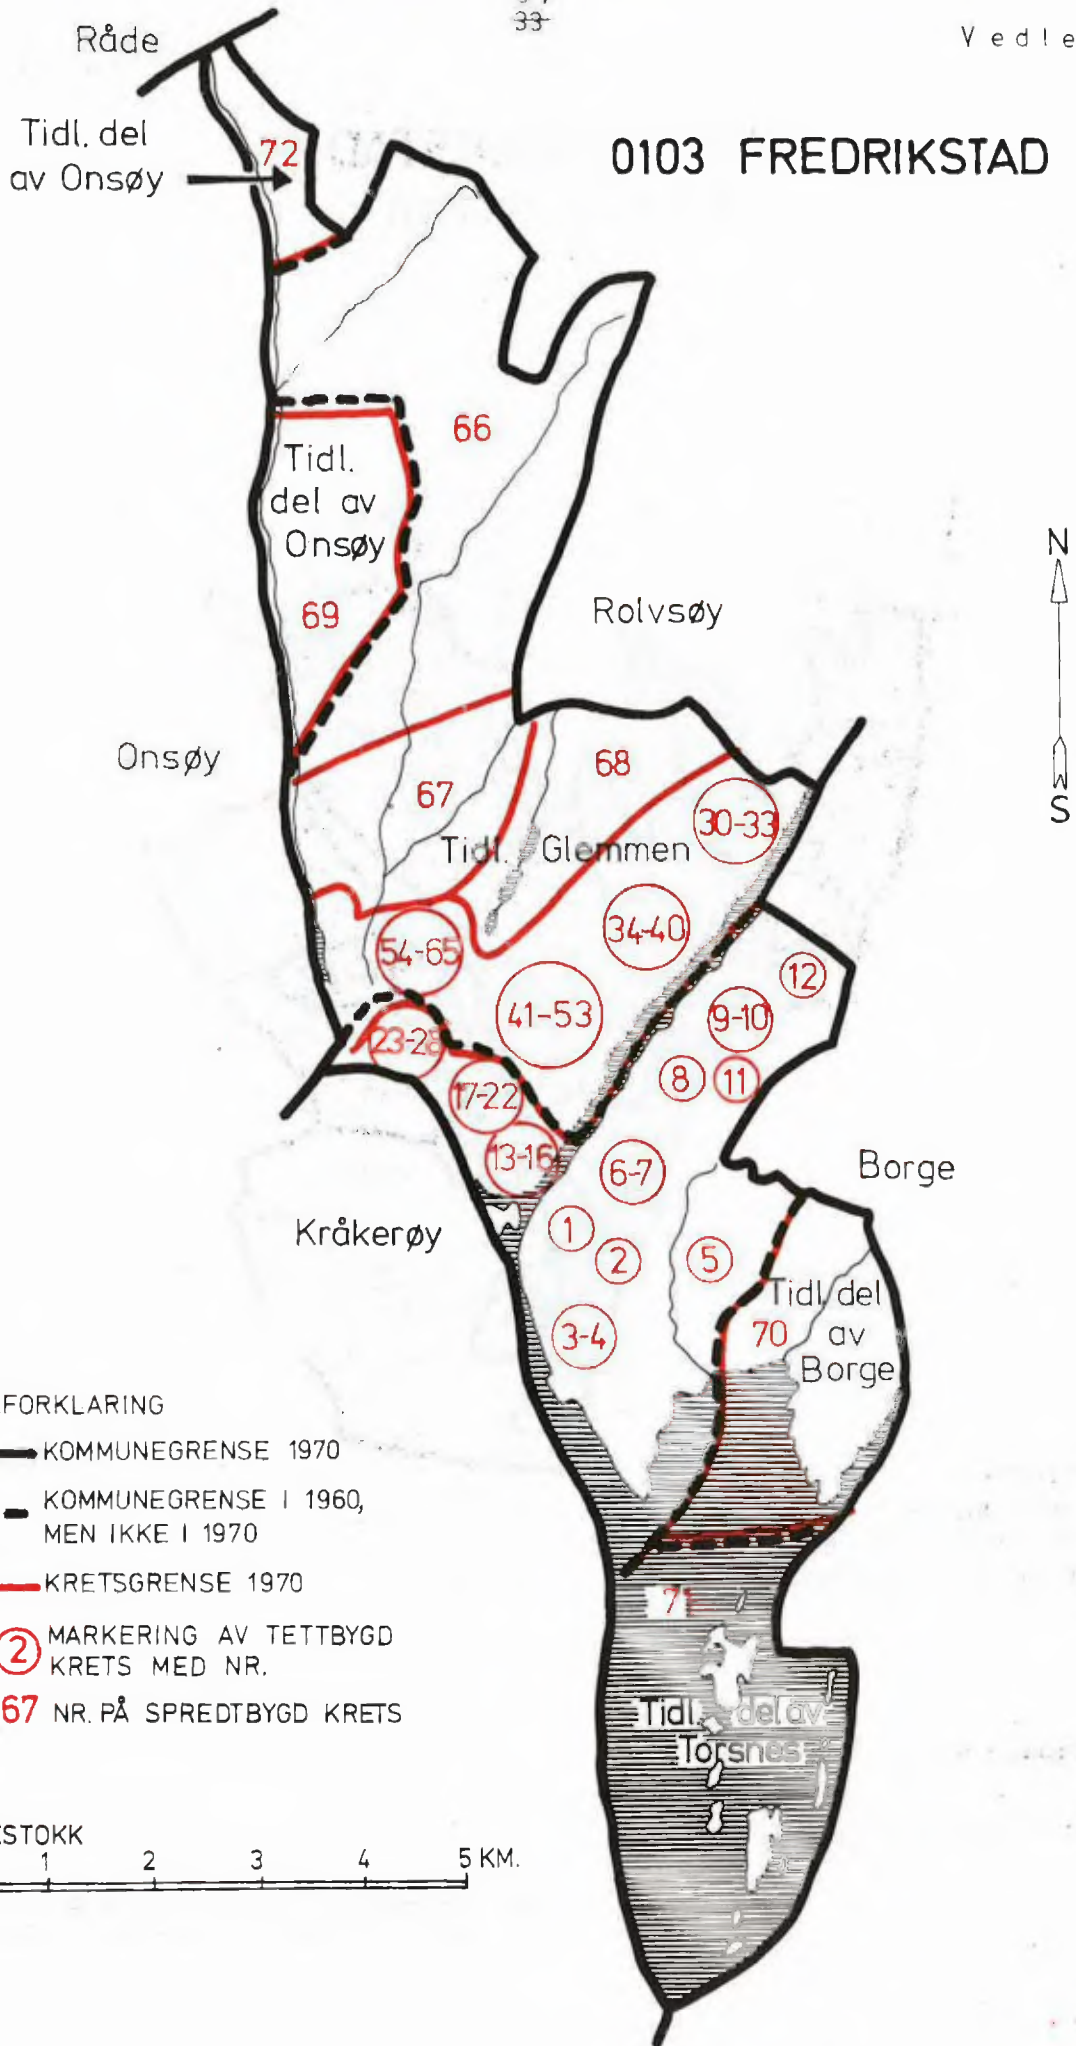 33
Vedle
Råde
0103 FREDRIKSTAD
Tidl. del
av Onsøy
72
66
Tidl.
del av
Onsøy
69
N
S
Rolvsøy
Onsøy
67
68
Tidl. Glemmen
30-33
34-40
54-65
41-53
12
9-10
23-28
8
11
17-22
13-16
6-7
Borge
Kråkerøy
1
2
5
Tidl. del
av
Borge
70
3-4
FORKLARING
KOMMUNEGRENSE 1970
KOMMUNEGRENSE I 1960,
MEN IKKE I 1970
KRETSGRENSE 1970
2 MARKERING AV TETTBYGD
KRETS MED NR.
67 NR. PÅ SPREDTBYGD KRETS
71
Tidl. del av
Torsnes
ESTOKK
1 2 3 4 5 KM.